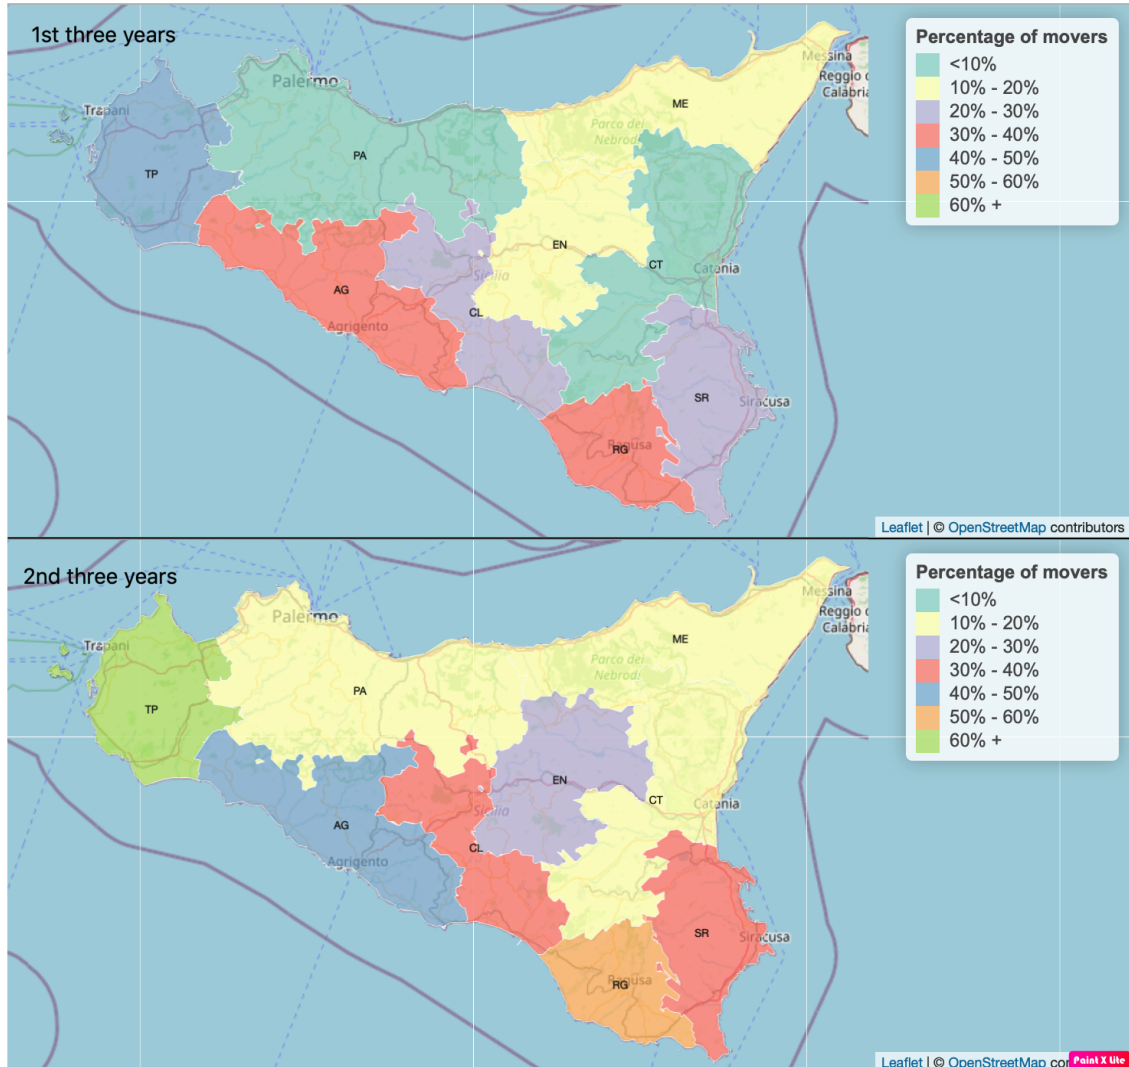 1st three years
Percentage of movers
<10%
10% - 20%
20% - 30%
30% - 40%
40% - 50%
50% - 60%
60% +
Messina
Reggio
Calabria
Palermo
Trapani
ME
Parco dei
Nebrodi
PA
TP
EN
CT
Catania
Sicilia
AG
CL
Agrigento
SR
Siracusa
Ragusa
RG
Leaflet | © OpenStreetMap contributors
2nd three years
Percentage of movers
<10%
10% - 20%
20% - 30%
30% - 40%
40% - 50%
50% - 60%
60% +
Messina
Reggio
Calabria
Palermo
Trapani
ME
Parco dei
Nebrodi
PA
TP
EN
CT
Catania
Sicilia
AG
CL
Agrigento
SR
Siracusa
Ragusa
RG
Leaflet | © OpenStreetMap
Paint X Lite